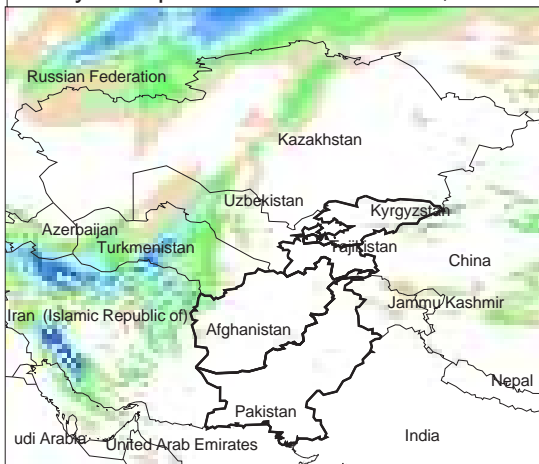 Russian Federation
Kazakhstan
Uzbekistan
Kyrgyzstan
Azerbaijan
Turkmenistan
Tajikistan
China
Jammu Kashmir
Iran (Islamic Republic of)
Afghanistan
Nepal
Pakistan
udi Arabia
United Arab Emirates
India